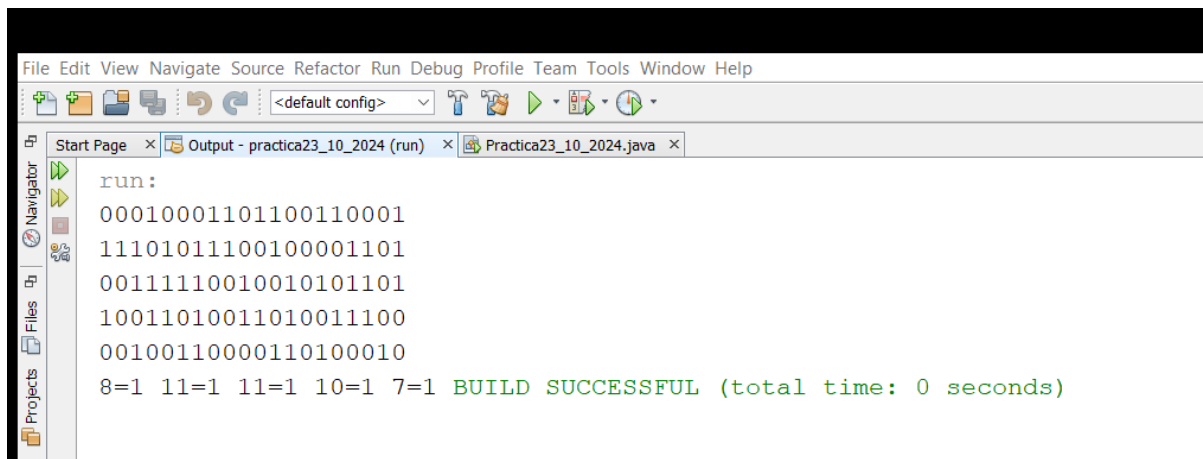 File Edit View Navigate Source Refactor Run Debug Profile Team Tools Window Help
<default config>
Start Page Output - practica23_10_2024 (run) Practica23_10_2024.java
Navigator
Files
Projects
run:
00010001101100110001
11101011100100001101
00111110010010101101
10011010011010011100
00100110000110100010
8=1 11=1 11=1 10=1 7=1 BUILD SUCCESSFUL (total time: 0 seconds)